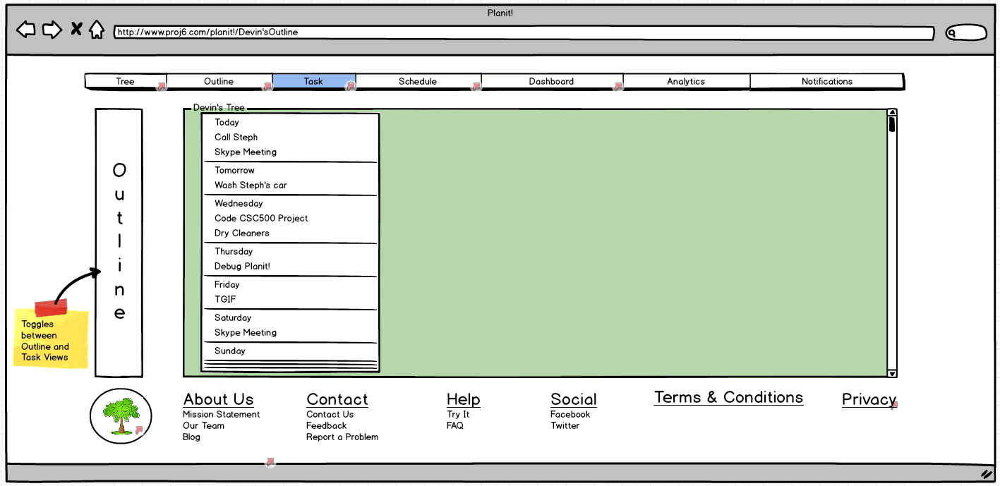 Planit!
http://www.proj6.com/planit!/Devin'sOutline
Tree Outline Task Schedule Dashboard Analytics Notifications
Outline
Toggles
between
Outline and
Task Views
Devin's Tree
Today
Call Steph
Skype Meeting
Tomorrow
Wash Steph's car
Wednesday
Code CSC500 Project
Dry Cleaners
Thursday
Debug Planit!
Friday
TGIF
Saturday
Skype Meeting
Sunday
About Us
Mission Statement
Our Team
Blog
Contact
Contact Us
Feedback
Report a Problem
Help
Try It
FAQ
Social
Facebook
Twitter
Terms & Conditions
Privacy